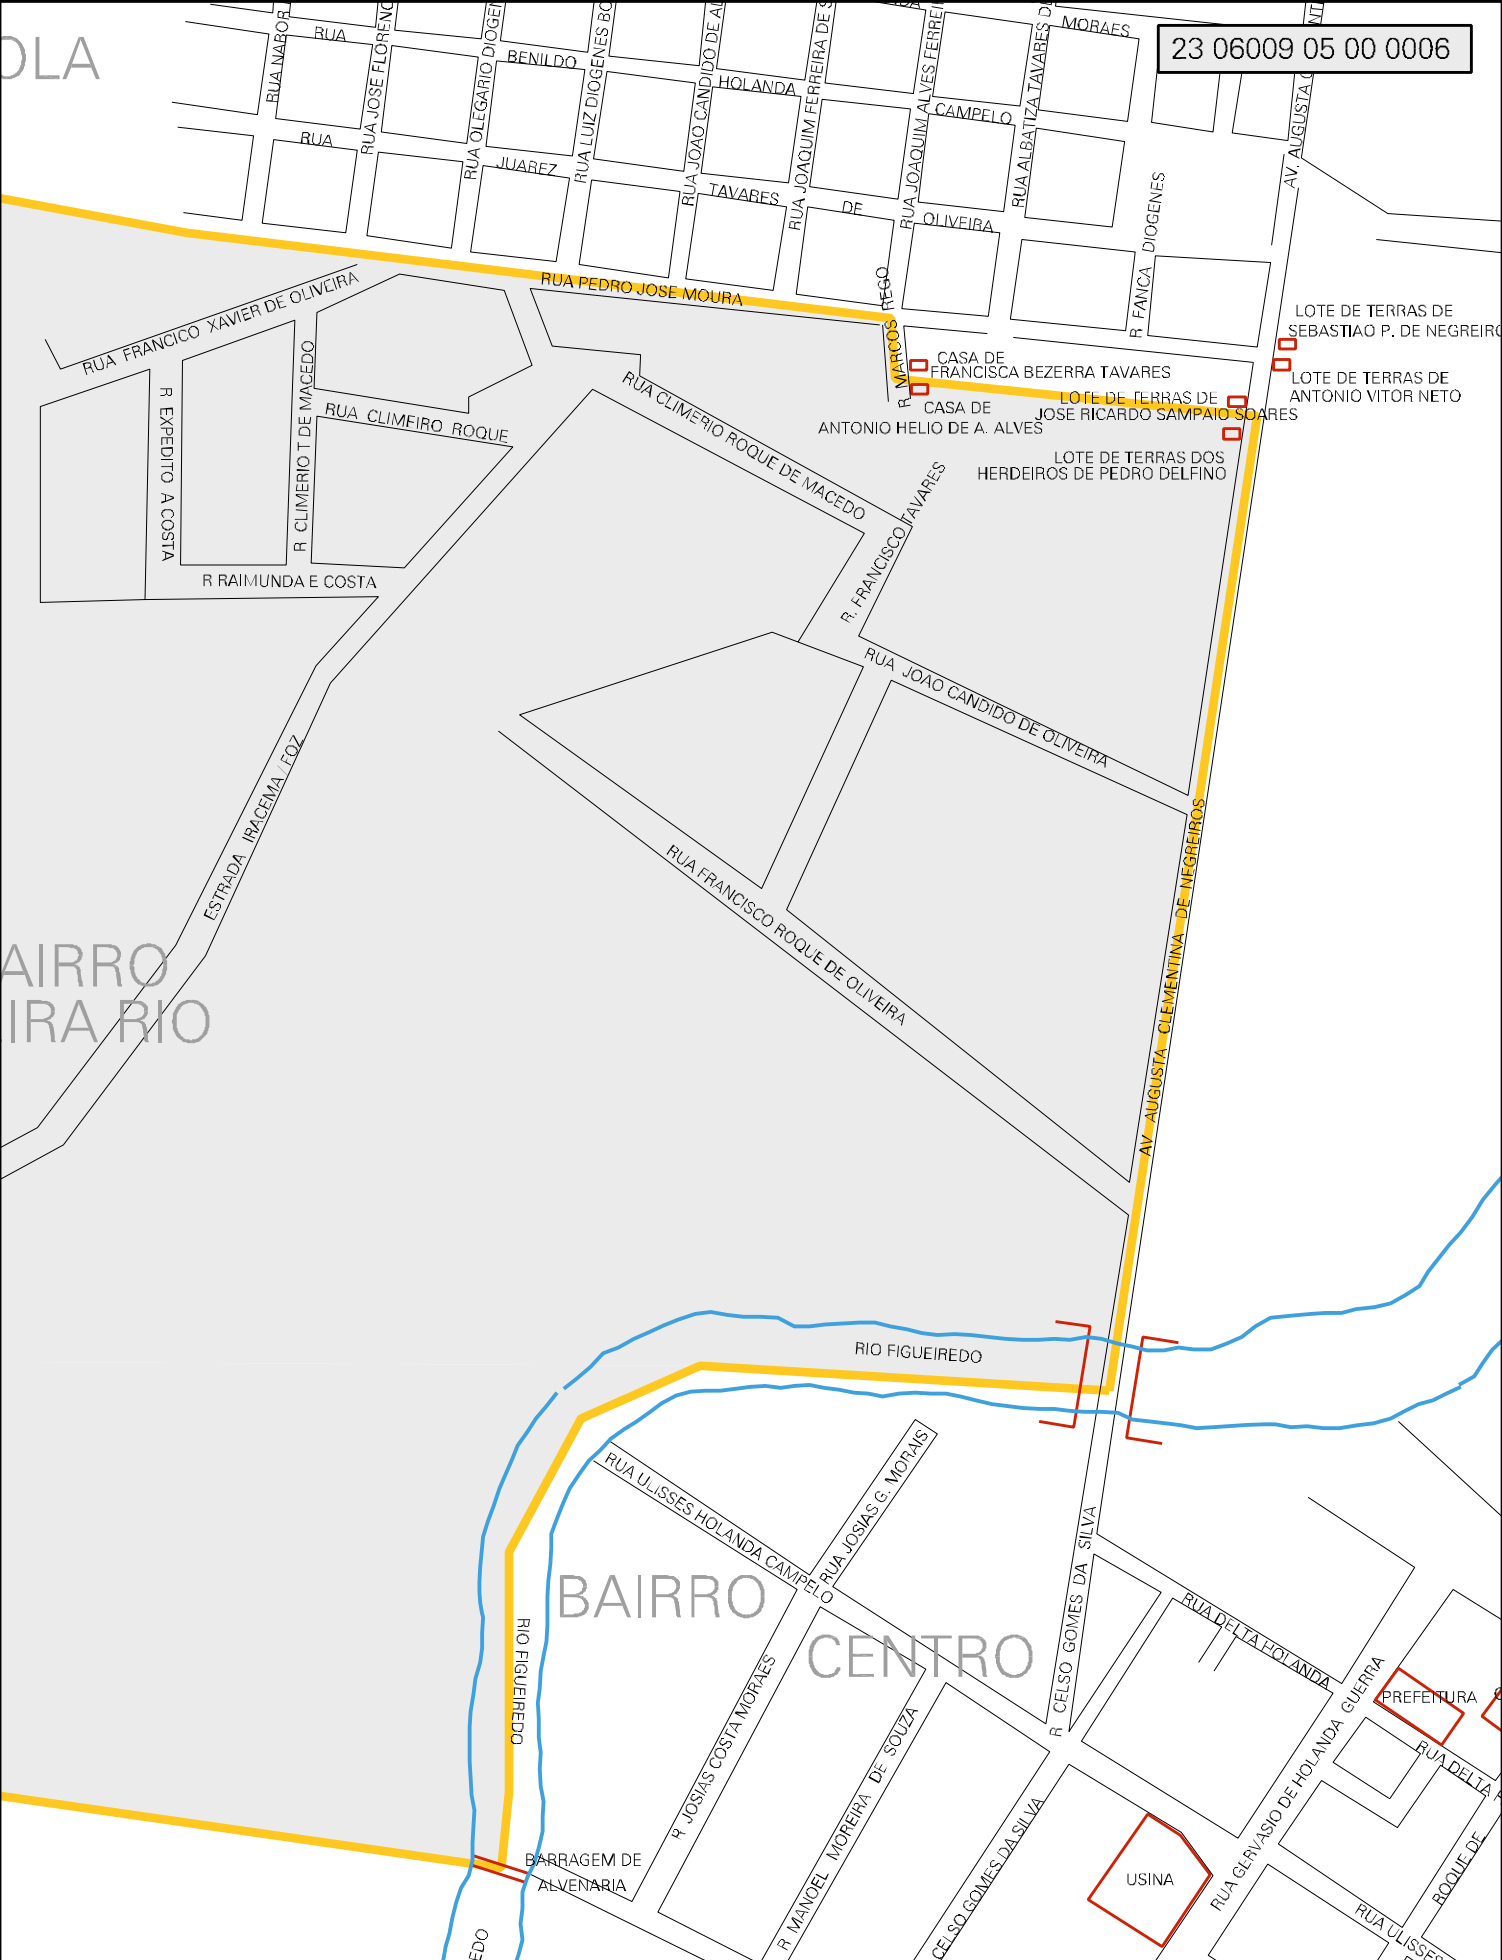 23 06009 05 00 0006
OLA
RUA
BENILDO
HOLANDA
CAMPELO
MORAES
RUA
JUAREZ
TAVARES
DE
OLIVEIRA
RUA NABOR
RUA JOSE FLORENC
RUA OLEGARIO DIOGEN
RUA LUIZ DIOGENES BO
RUA JOAO CANDIDO DE AL
RUA JOAQUIM FERREIRA DE S
RUA JOAQUIM ALVES FERREI
RUA ALBATIZA TAVARES DE
R FANCA DIOGENES
AV. AUGUSTA C
RUA PEDRO JOSE MOURA
R. MARCOS REGO
RUA FRANCICO XAVIER DE OLIVEIRA
R EXPEDITO A COSTA
R CLIMERIO T DE MACEDO
RUA CLIMEIRO ROQUE
R RAIMUNDA E COSTA
RUA CLIMERIO ROQUE DE MACEDO
R. FRANCISCO TAVARES
RUA JOAO CANDIDO DE OLIVEIRA
RUA FRANCISCO ROQUE DE OLIVEIRA
ESTRADA IRACEMA / FOZ
LOTE DE TERRAS DE
SEBASTIAO P. DE NEGREIRO
LOTE DE TERRAS DE
ANTONIO VITOR NETO
CASA DE
FRANCISCA BEZERRA TAVARES
CASA DE
ANTONIO HELIO DE A. ALVES
LOTE DE TERRAS DE
JOSE RICARDO SAMPAIO SOARES
LOTE DE TERRAS DOS
HERDEIROS DE PEDRO DELFINO
AV AUGUSTA CLEMENTINA DE NEGREIROS
AIRRO
IRA RIO
RIO FIGUEIREDO
RIO FIGUEIREDO
RUA ULISSES HOLANDA CAMPELO
RUA JOSIAS G. MORAIS
BAIRRO
CENTRO
R CELSO GOMES DA SILVA
RUA DELTA HOLANDA
R JOSIAS COSTA MORAES
R MANOEL MOREIRA DE SOUZA
CELSO GOMES DA SILVA
RUA GERVASIO DE HOLANDA GUERRA
PREFEITURA
RUA DELTA
USINA
ROQUE DE
RUA ULISSES
BARRAGEM DE
ALVENARIA
EDO